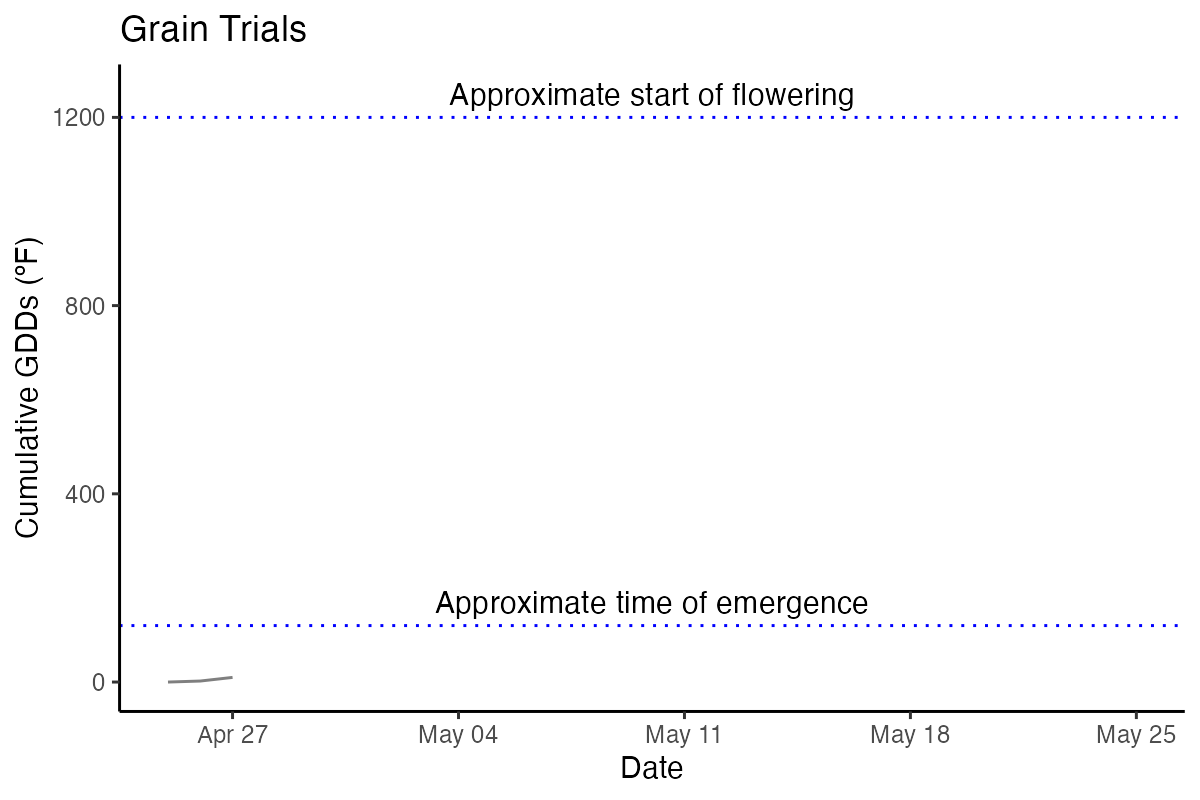 Grain Trials
Approximate start of flowering
1200
800
400
Approximate time of emergence
0
Cumulative GDDs (°F)
Apr 27 May 04 May 11 May 18 May 25
Date